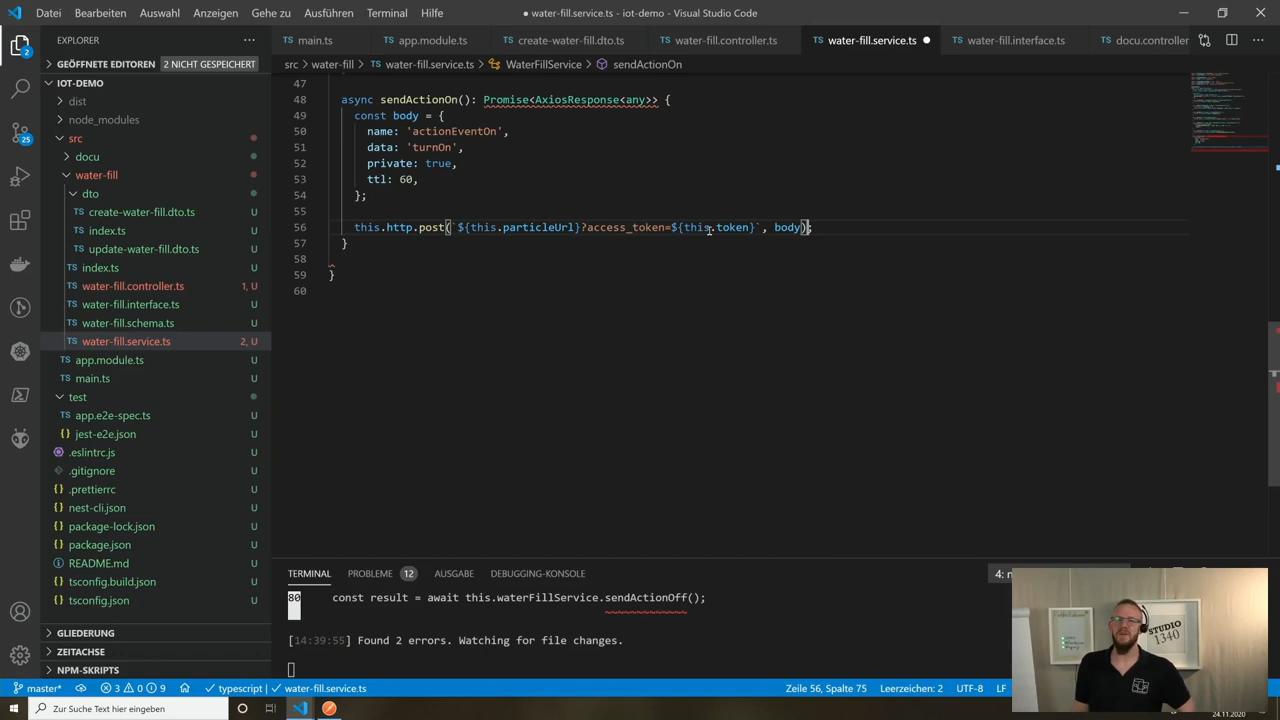 Datei Bearbeiten Auswahl Anzeigen Gehe zu Ausführen Terminal Hilfe
● water-fill.service.ts - iot-demo - Visual Studio Code
EXPLORER
main.ts app.module.ts create-water-fill.dto.ts water-fill.controller.ts water-fill.service.ts ● water-fill.interface.ts docu.controller
GEÖFFNETE EDITOREN 2 NICHT GESPEICHERT
src > water-fill > TS water-fill.service.ts > WaterFillService > sendActionOn
IOT-DEMO
dist
node_modules
src
docu
water-fill
dto
TS create-water-fill.dto.ts U
TS index.ts U
TS update-water-fill.dto.ts U
TS index.ts U
TS water-fill.controller.ts 1, U
TS water-fill.interface.ts U
TS water-fill.schema.ts U
TS water-fill.service.ts 2, U
TS app.module.ts U
TS main.ts U
test
TS app.e2e-spec.ts U
{} jest-e2e.json U
.eslintrc.js U
.gitignore U
.prettierrc U
nest-cli.json U
package-lock.json U
package.json U
README.md U
tsconfig.build.json U
tsconfig.json U
GLIEDERUNG
ZEITACHSE
NPM-SKRIPTS
47
48 async sendActionOn(): Promise<AxiosResponse<any>> {
49 const body = {
50 name: 'actionEventOn',
51 data: 'turnOn',
52 private: true,
53 ttl: 60,
54 };
55
56 this.http.post(`${this.particleUrl}?access_token=${this.token}`, body);
57 }
58
59 }
60
TERMINAL PROBLEME 12 AUSGABE DEBUGGING-KONSOLE 4:
80 const result = await this.waterFillService.sendActionOff();
[14:39:55] Found 2 errors. Watching for file changes.
STUDIO
1340
master* 3 0 9 typescript water-fill.service.ts Zeile 56, Spalte 75 Leerzeichen: 2 UTF-8 LF
Zur Suche Text hier eingeben
24.11.2020